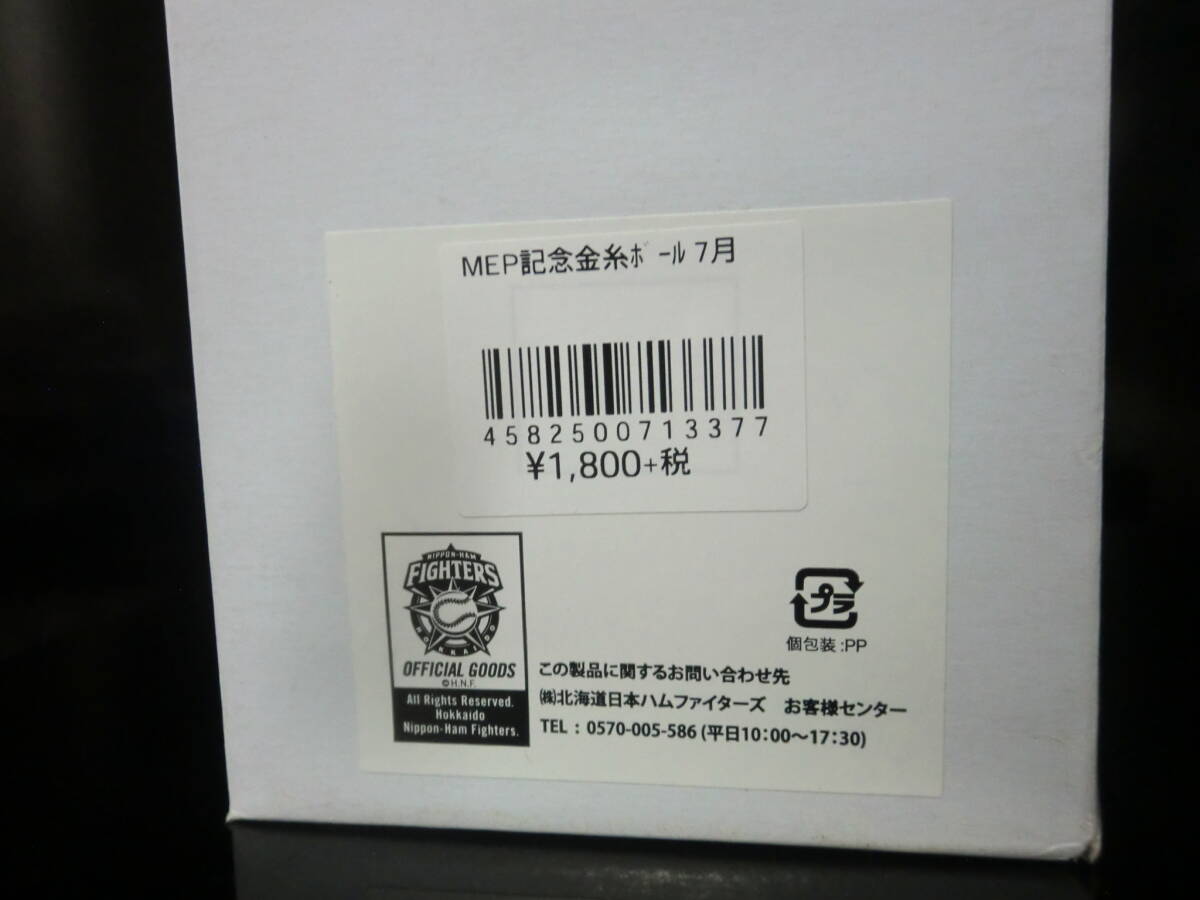 MEP記念金糸ﾎﾞｰﾙ 7月
4582500713377
¥1,800+税
NIPPON-HAM
FIGHTERS
HOKKAIDO
OFFICIAL GOODS
©H.N.F.
All Rights Reserved.
Hokkaido
Nippon-Ham Fighters.
プラ
個包装:PP
この製品に関するお問い合わせ先
㈱北海道日本ハムファイターズ　お客様センター
TEL : 0570-005-586 (平日10:00〜17:30)